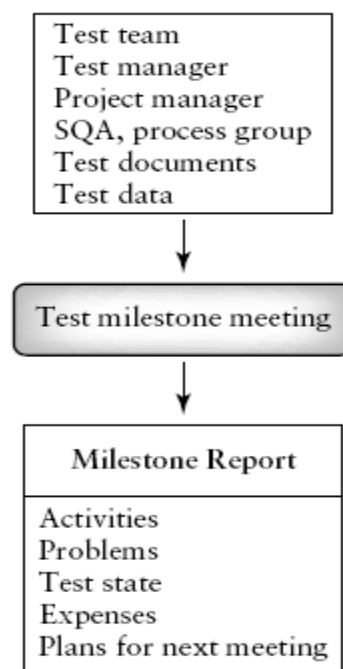 Test team
Test manager
Project manager
SQA, process group
Test documents
Test data
Test milestone meeting
Milestone Report
Activities
Problems
Test state
Expenses
Plans for next meeting